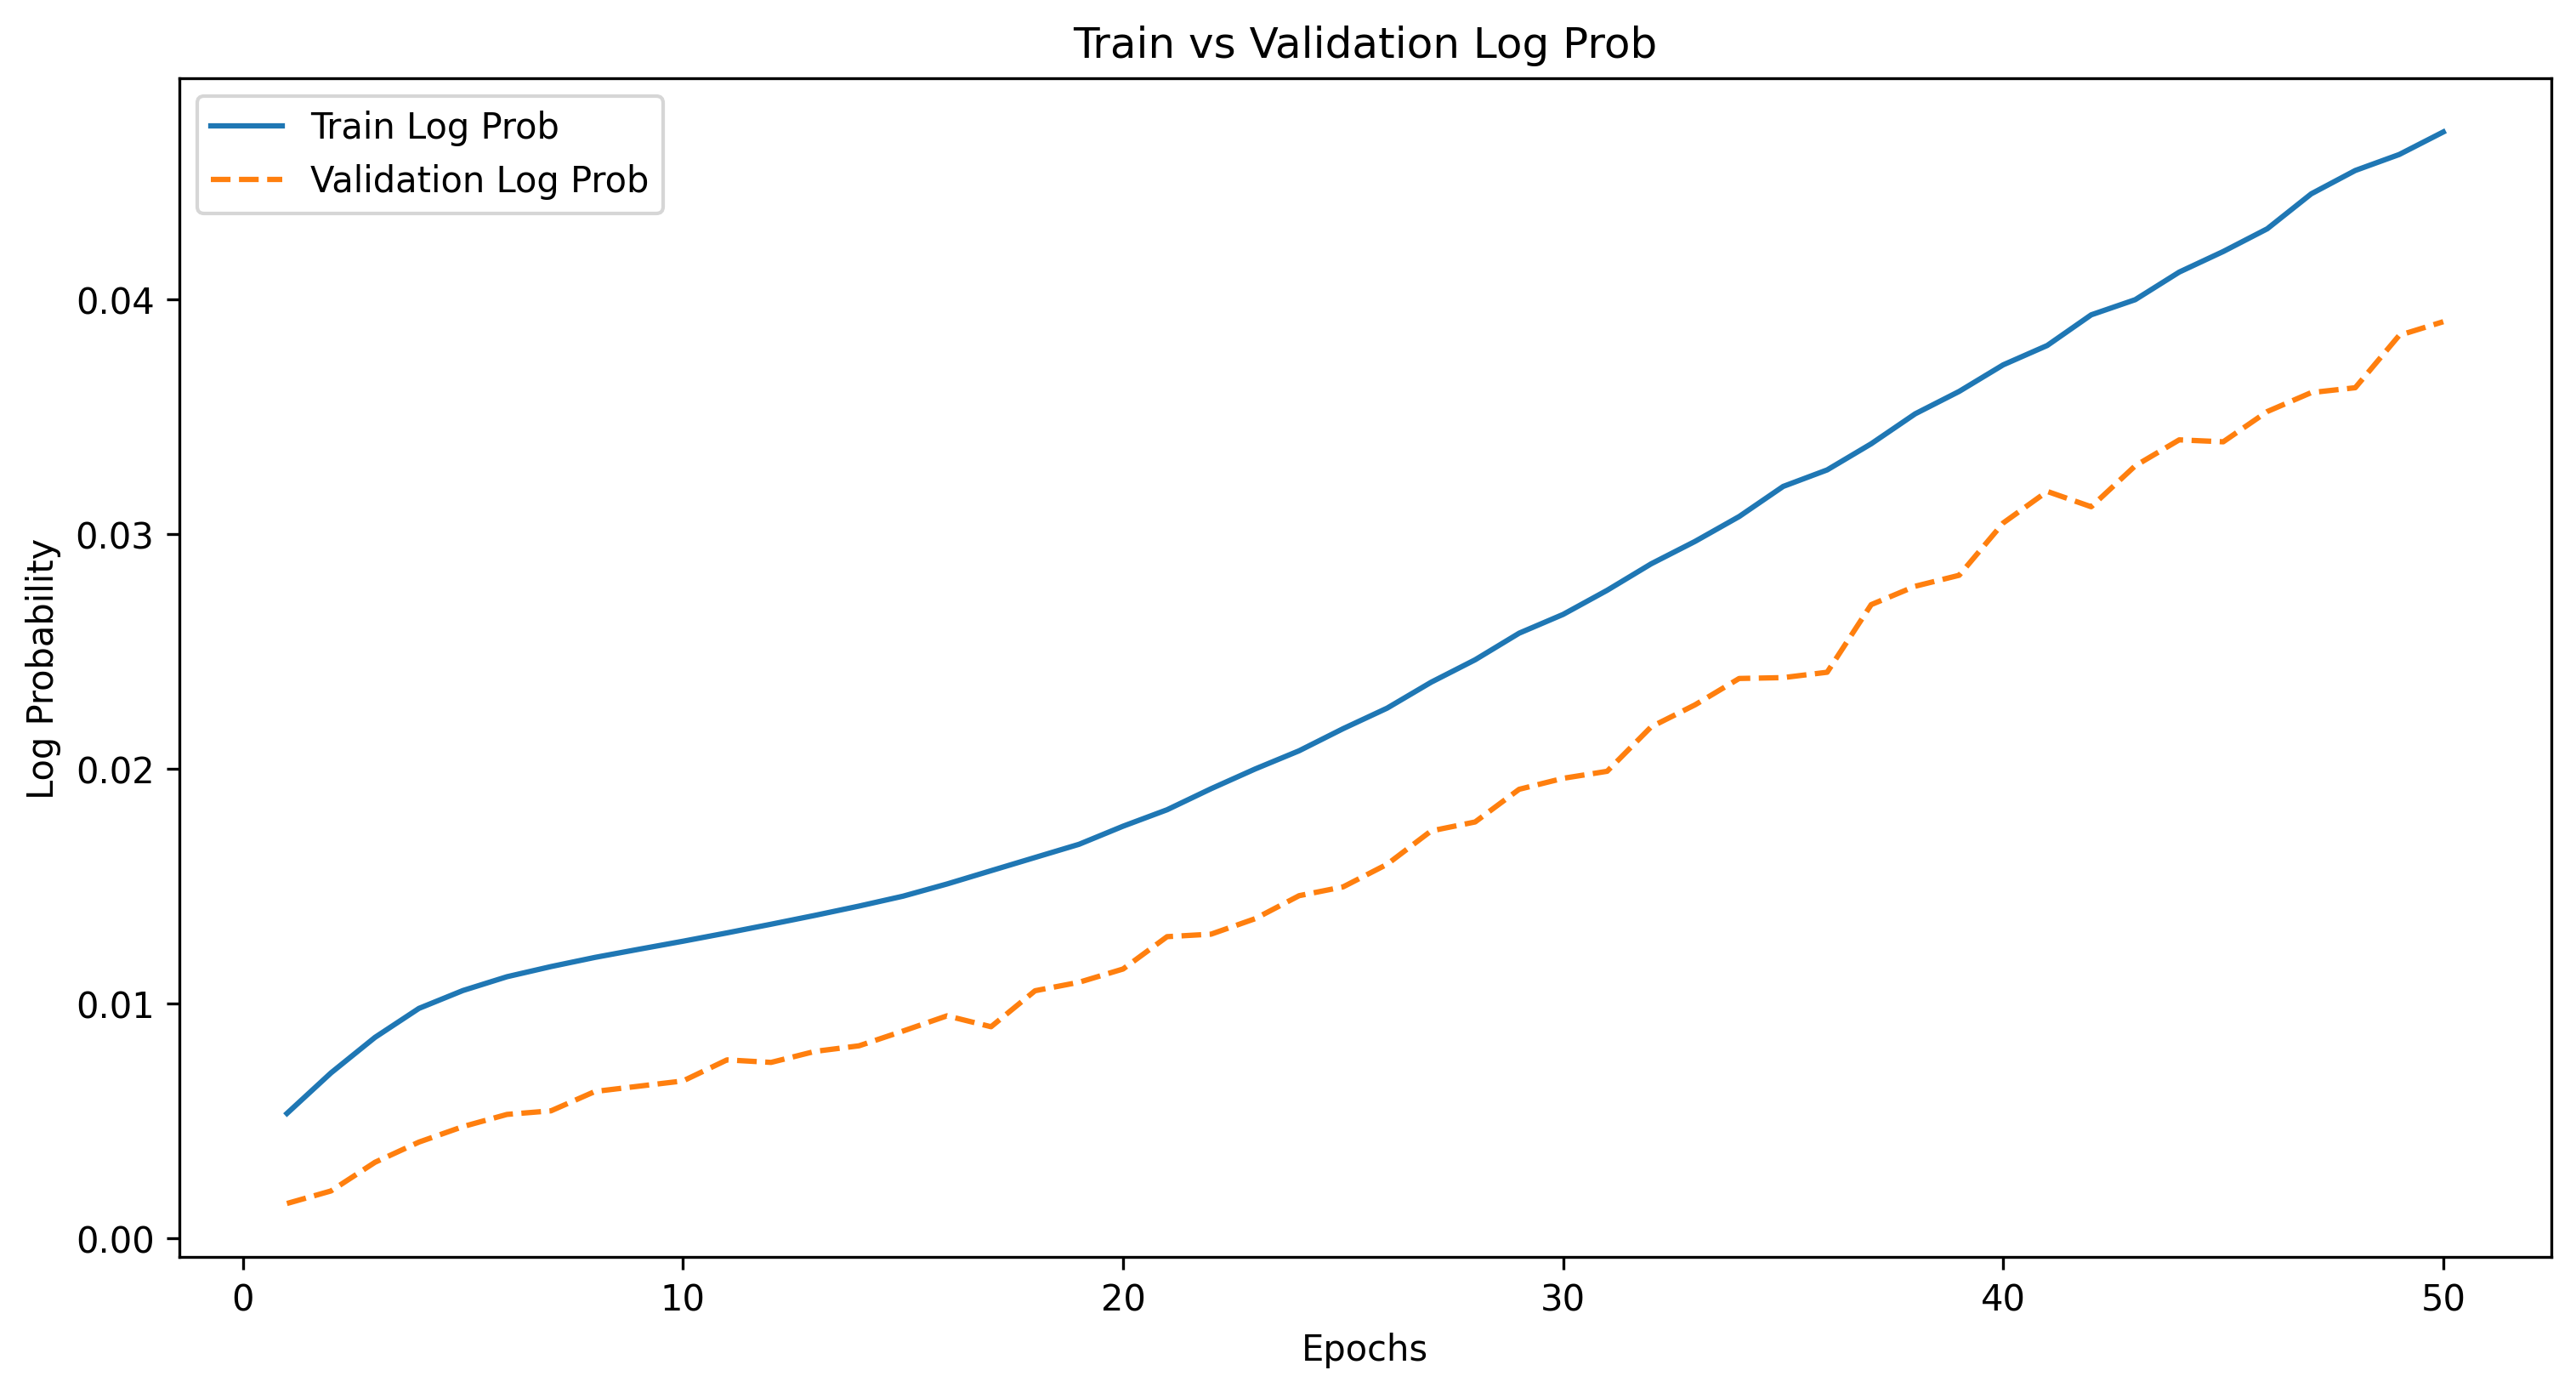 Train vs Validation Log Prob
Train Log Prob
Validation Log Prob
Log Probability
0.04
0.03
0.02
0.01
0.00
0 10 20 30 40 50
Epochs